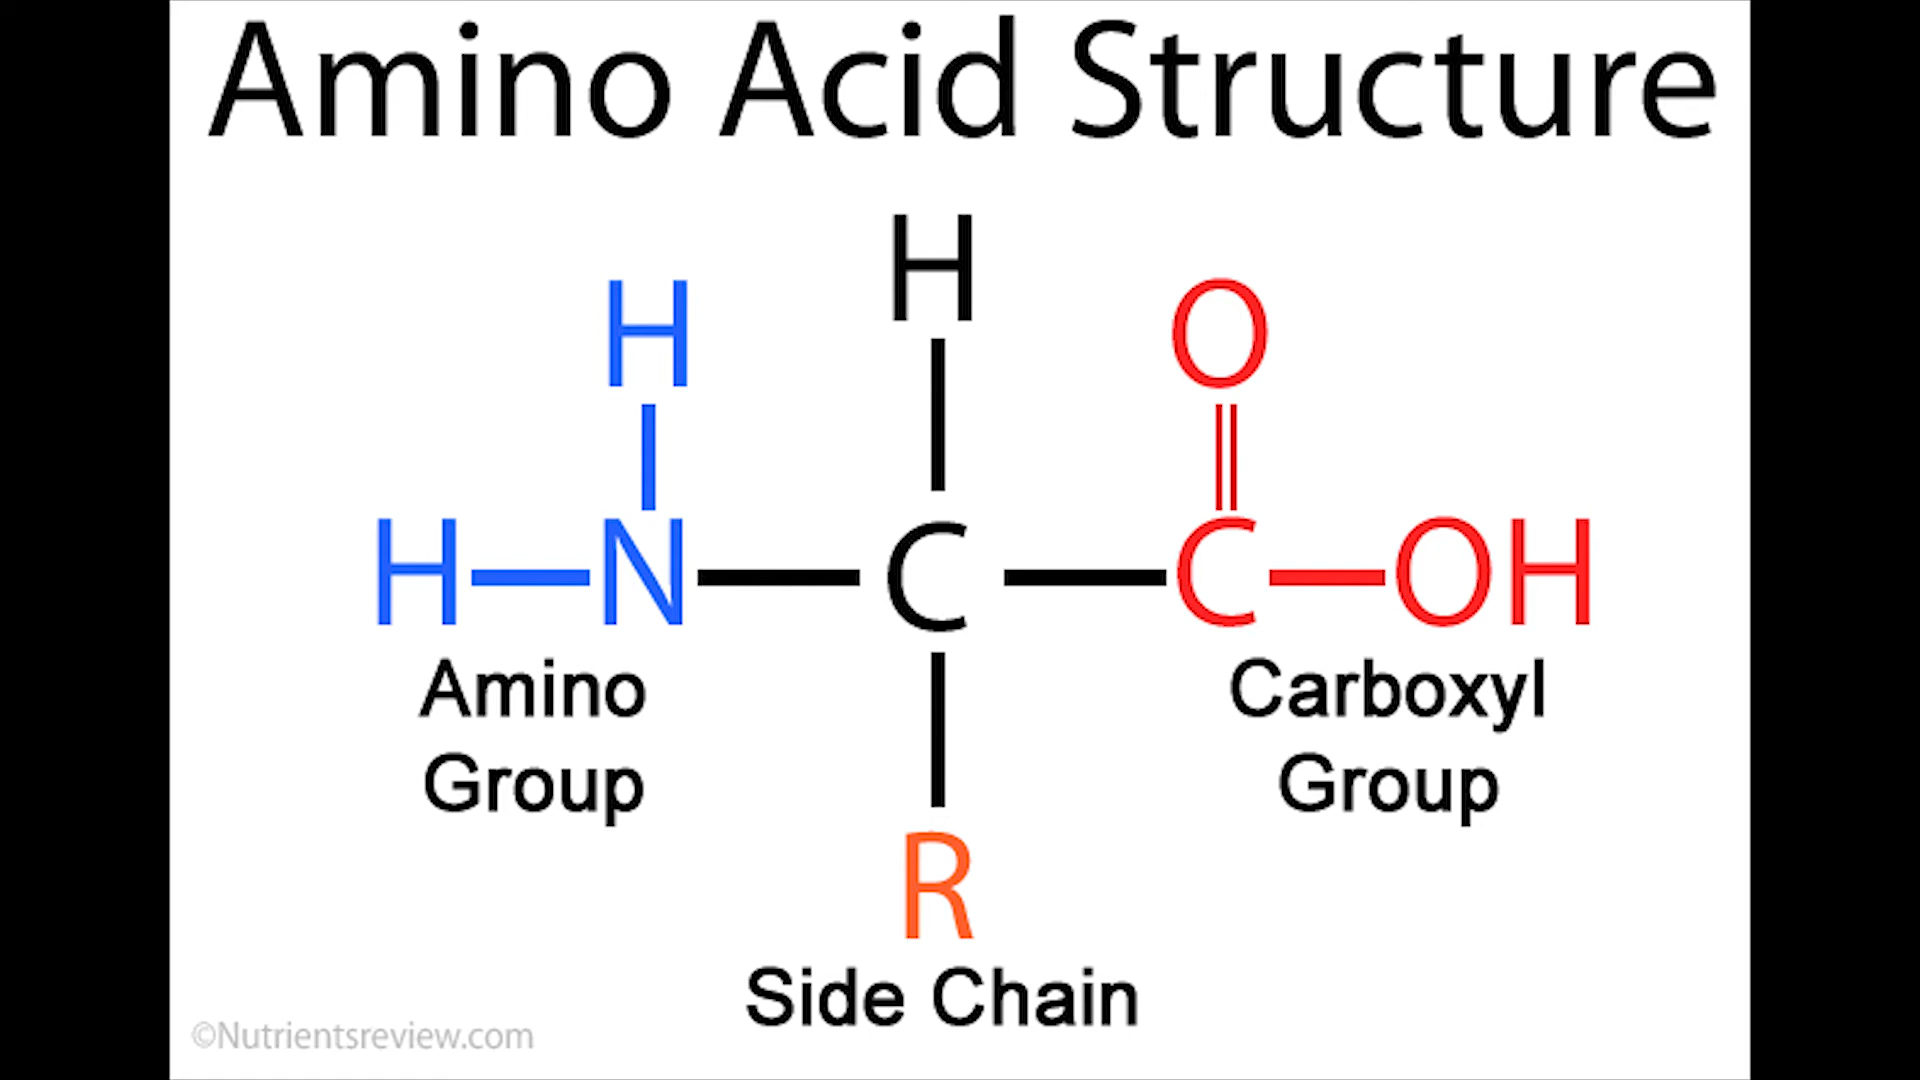 Amino Acid Structure
H
H O
H N C C OH
Amino Carboxyl
Group Group
R
Side Chain
©Nutrientsreview.com